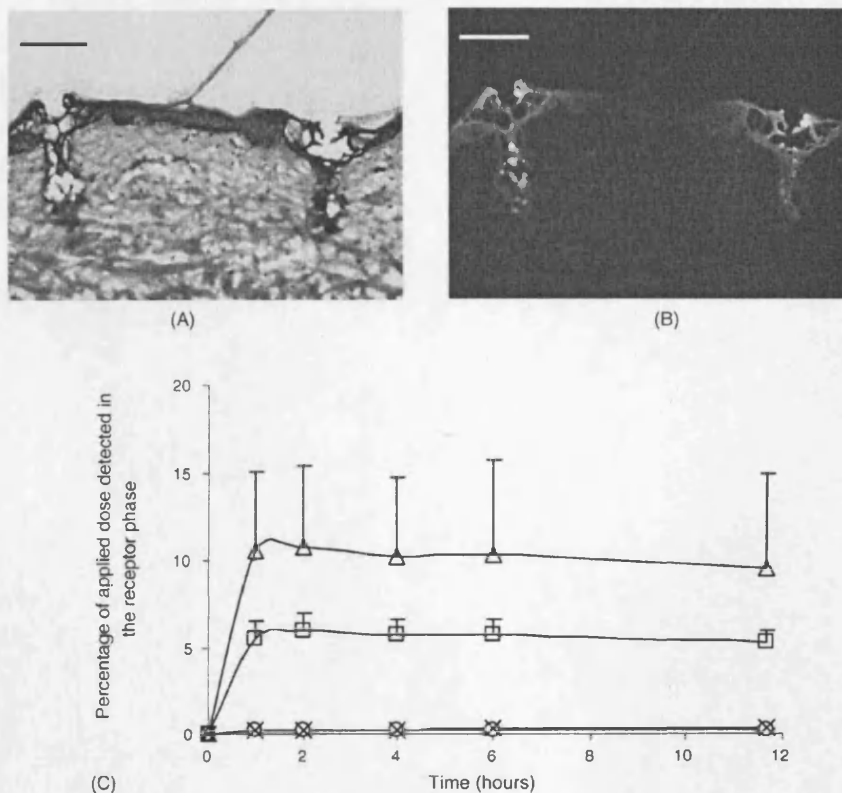 (A)
(B)
Percentage of applied dose detected in
the receptor phase
20
15
10
5
0
0
2
4
6
8
10
12
Time (hours)
(C)